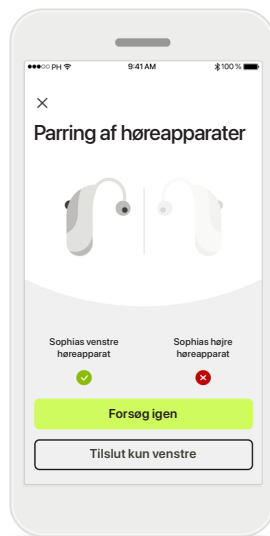 PH 9:41 AM 100 %
Parring af høreapparater
Sophias venstre høreapparat
Sophias højre høreapparat
Forsøg igen
Tilslut kun venstre